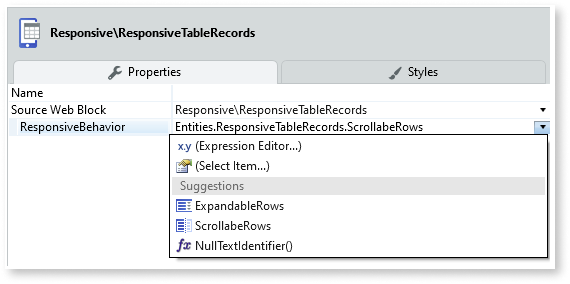 Responsive\ResponsiveTableRecords
Properties Styles
Name
Source Web Block Responsive\ResponsiveTableRecords
ResponsiveBehavior Entities.ResponsiveTableRecords.ScrollabeRows
x.y (Expression Editor...)
(Select Item...)
Suggestions
ExpandableRows
ScrollabeRows
fx NullTextIdentifier()